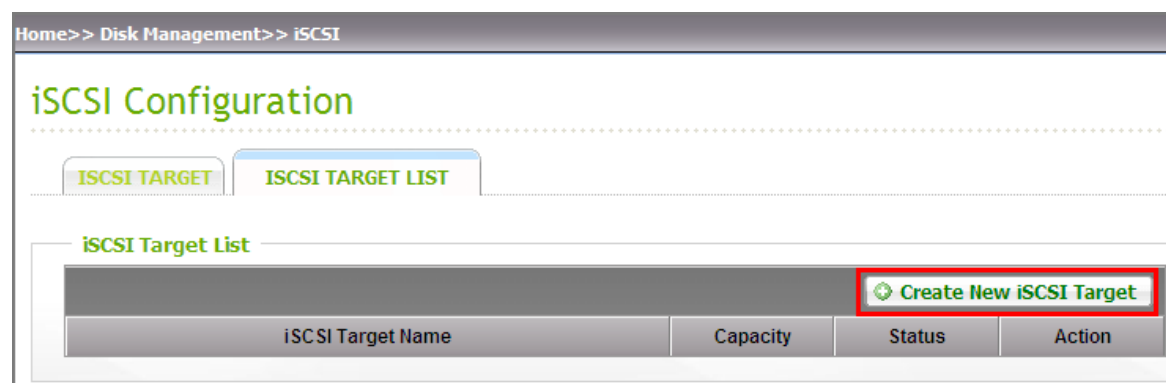 Home>> Disk Management>> iSCSI
iSCSI Configuration
ISCSI TARGET ISCSI TARGET LIST
iSCSI Target List
Create New iSCSI Target
iSCSI Target Name Capacity Status Action